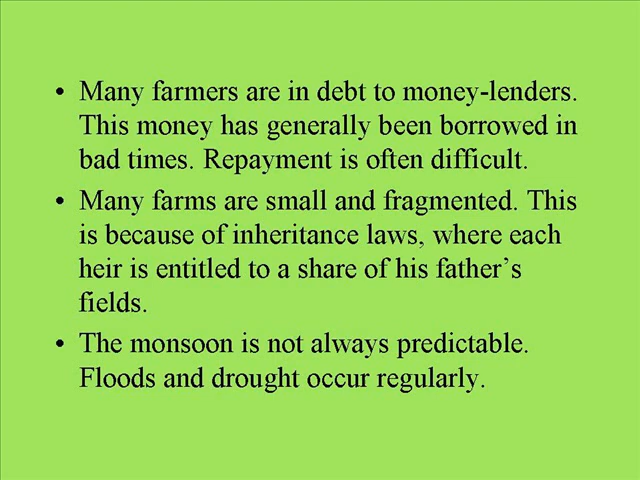 • Many farmers are in debt to money-lenders.
This money has generally been borrowed in
bad times. Repayment is often difficult.
• Many farms are small and fragmented. This
is because of inheritance laws, where each
heir is entitled to a share of his father’s
fields.
• The monsoon is not always predictable.
Floods and drought occur regularly.